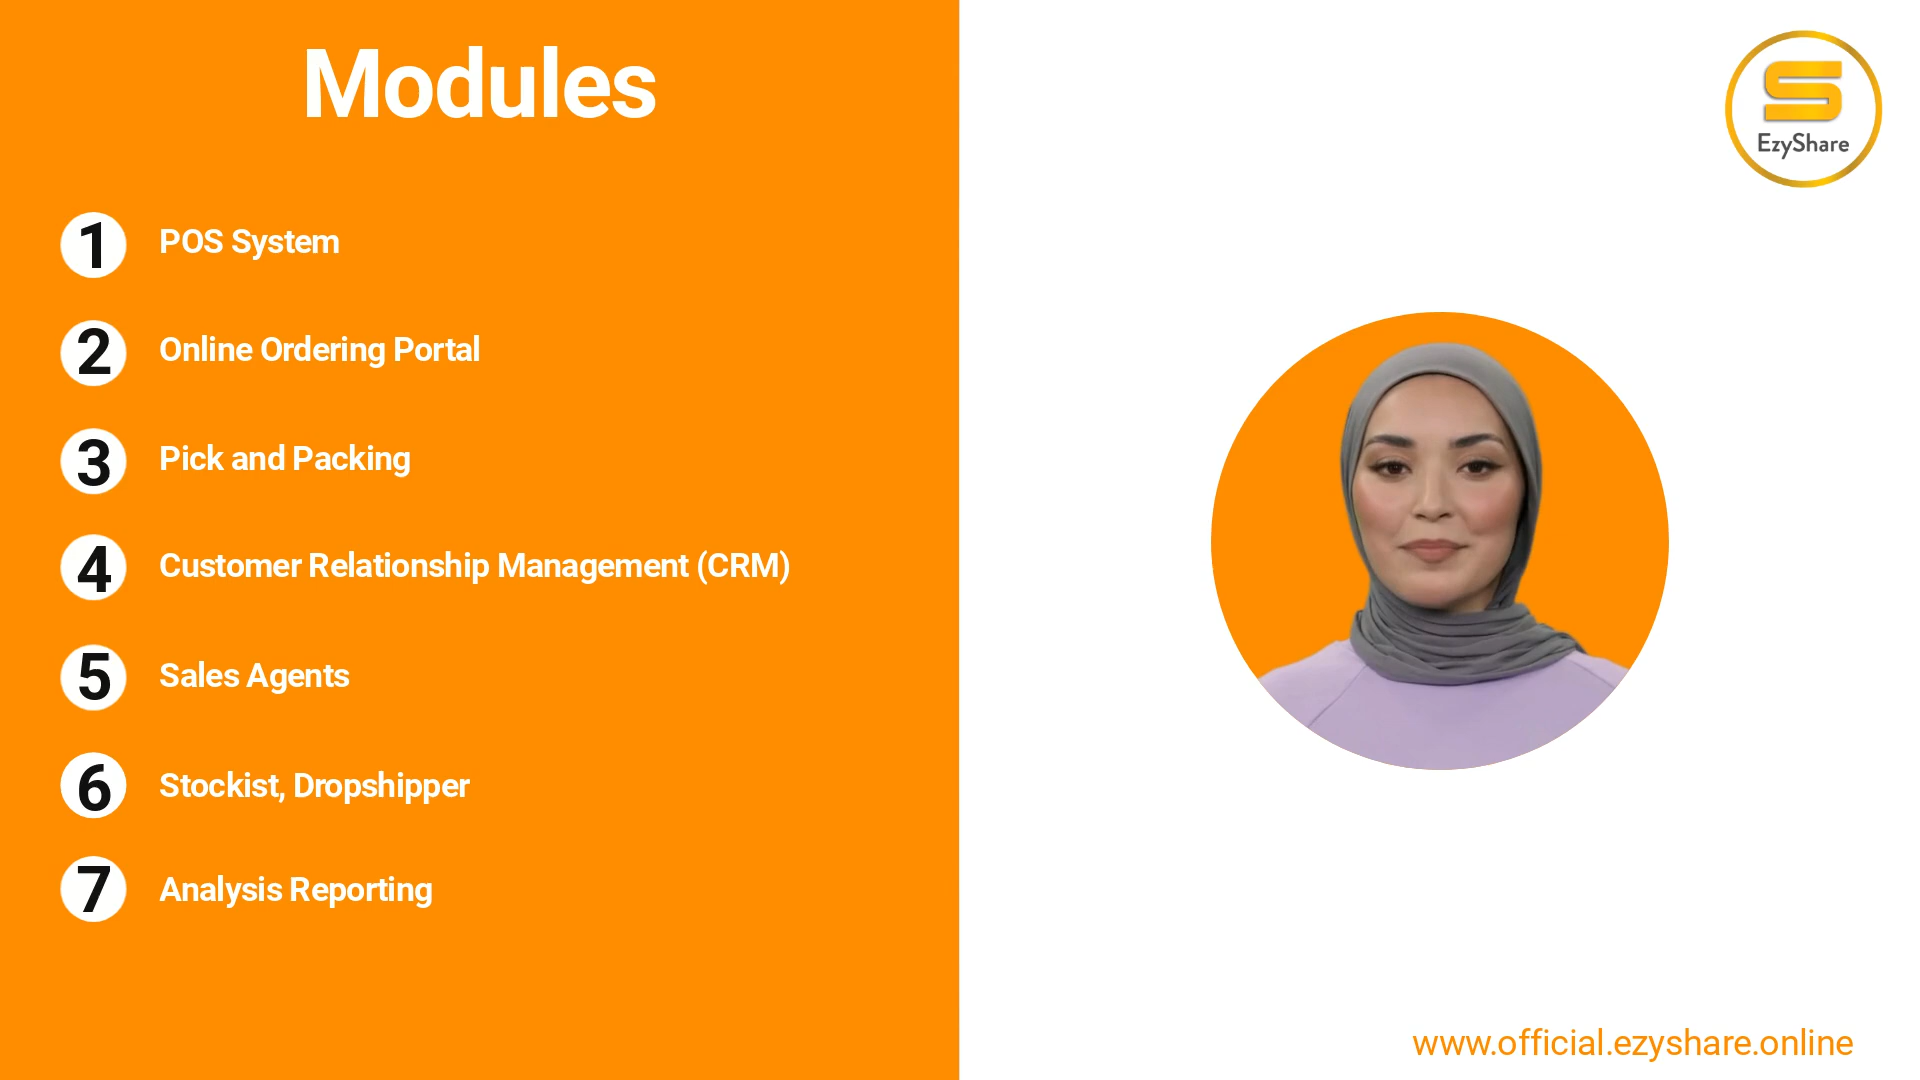 Modules
1 POS System
2 Online Ordering Portal
3 Pick and Packing
4 Customer Relationship Management (CRM)
5 Sales Agents
6 Stockist, Dropshipper
7 Analysis Reporting
S
EzyShare
www.official.ezyshare.online